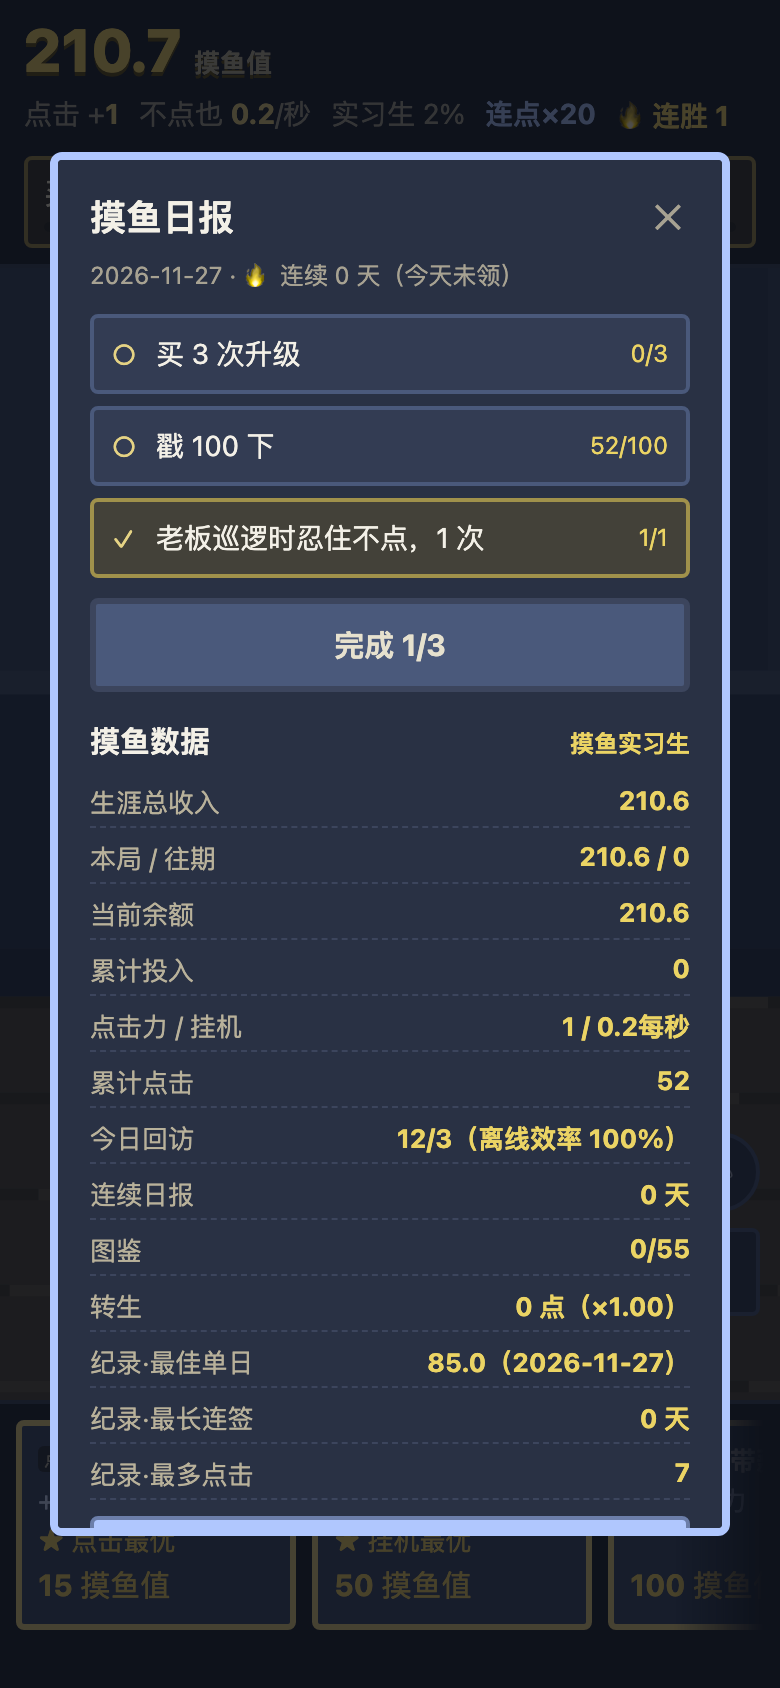 210.7 摸鱼值
点击 +1 不点也 0.2/秒 实习生 2% 连点×20 🔥 连胜 1
摸鱼日报
2026-11-27 · 🔥 连续 0 天（今天未领）
买 3 次升级 0/3
戳 100 下 52/100
老板巡逻时忍住不点，1 次 1/1
完成 1/3
摸鱼数据 摸鱼实习生
生涯总收入 210.6
本局 / 往期 210.6 / 0
当前余额 210.6
累计投入 0
点击力 / 挂机 1 / 0.2每秒
累计点击 52
今日回访 12/3（离线效率 100%）
连续日报 0 天
图鉴 0/55
转生 0 点（×1.00）
纪录·最佳单日 85.0（2026-11-27）
纪录·最长连签 0 天
纪录·最多点击 7
★ 点击最优 ★ 挂机最优
15 摸鱼值 50 摸鱼值 100 摸鱼